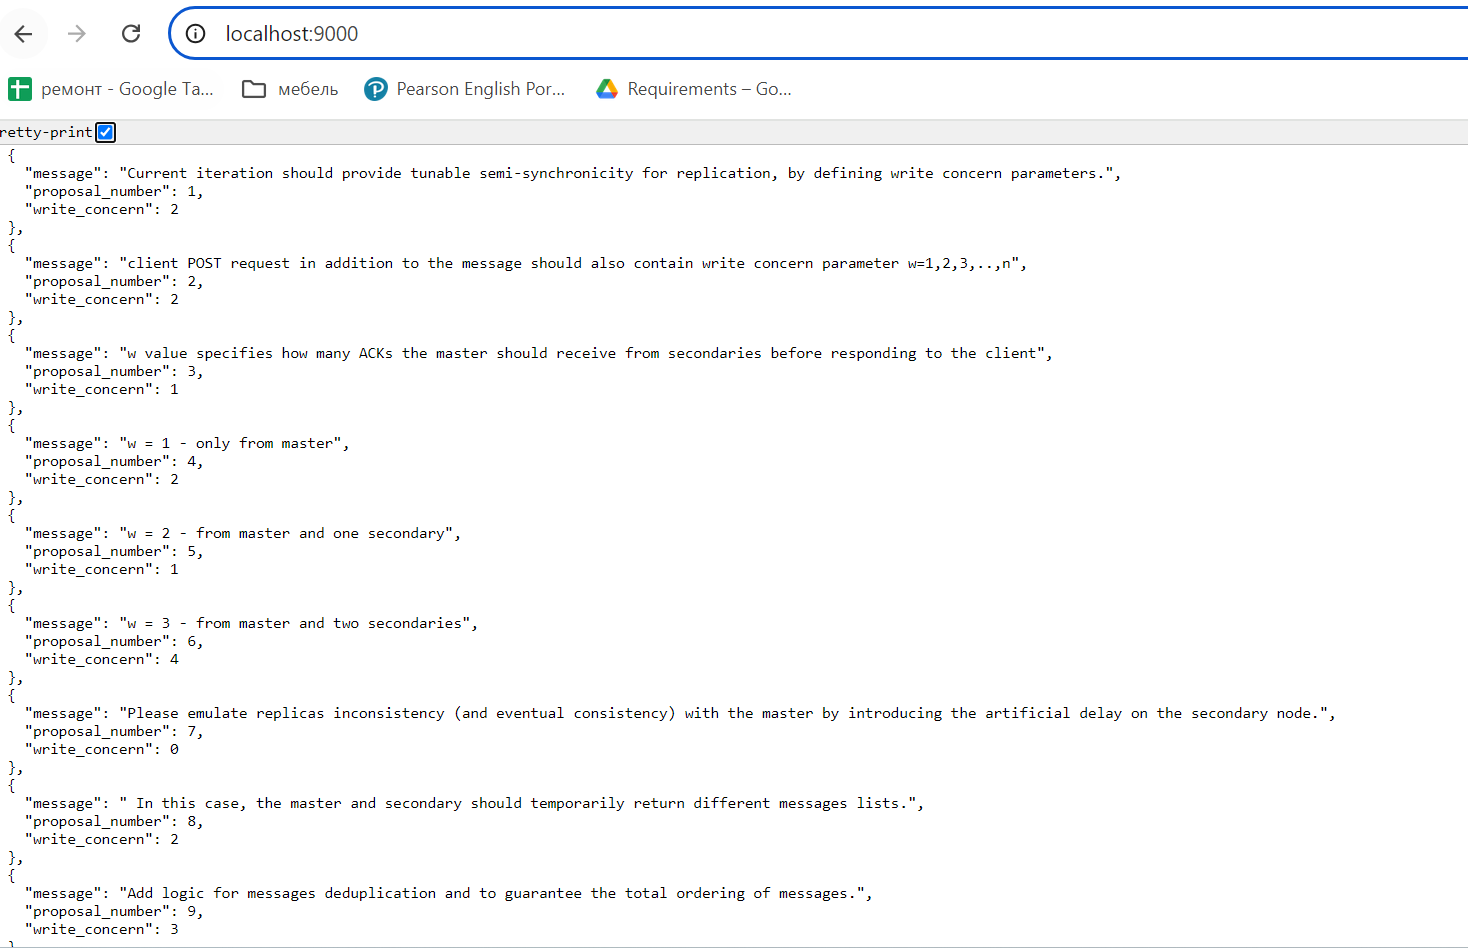 localhost:9000
ремонт - Google Ta... мебель Pearson English Por... Requirements – Go...
retty-print
{
"message": "Current iteration should provide tunable semi-synchronicity for replication, by defining write concern parameters.",
"proposal_number": 1,
"write_concern": 2
},
{
"message": "client POST request in addition to the message should also contain write concern parameter w=1,2,3,..,n",
"proposal_number": 2,
"write_concern": 2
},
{
"message": "w value specifies how many ACKs the master should receive from secondaries before responding to the client",
"proposal_number": 3,
"write_concern": 1
},
{
"message": "w = 1 - only from master",
"proposal_number": 4,
"write_concern": 2
},
{
"message": "w = 2 - from master and one secondary",
"proposal_number": 5,
"write_concern": 1
},
{
"message": "w = 3 - from master and two secondaries",
"proposal_number": 6,
"write_concern": 4
},
{
"message": "Please emulate replicas inconsistency (and eventual consistency) with the master by introducing the artificial delay on the secondary node.",
"proposal_number": 7,
"write_concern": 0
},
{
"message": " In this case, the master and secondary should temporarily return different messages lists.",
"proposal_number": 8,
"write_concern": 2
},
{
"message": "Add logic for messages deduplication and to guarantee the total ordering of messages.",
"proposal_number": 9,
"write_concern": 3